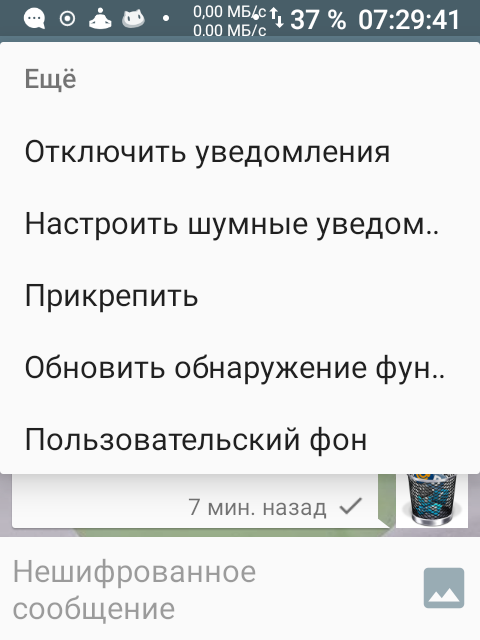 0,00 МБ/с
0.00 МБ/с
37 % 07:29:41
Ещё
Отключить уведомления
Настроить шумные уведом..
Прикрепить
Обновить обнаружение фун..
Пользовательский фон
7 мин. назад
Нешифрованное
сообщение